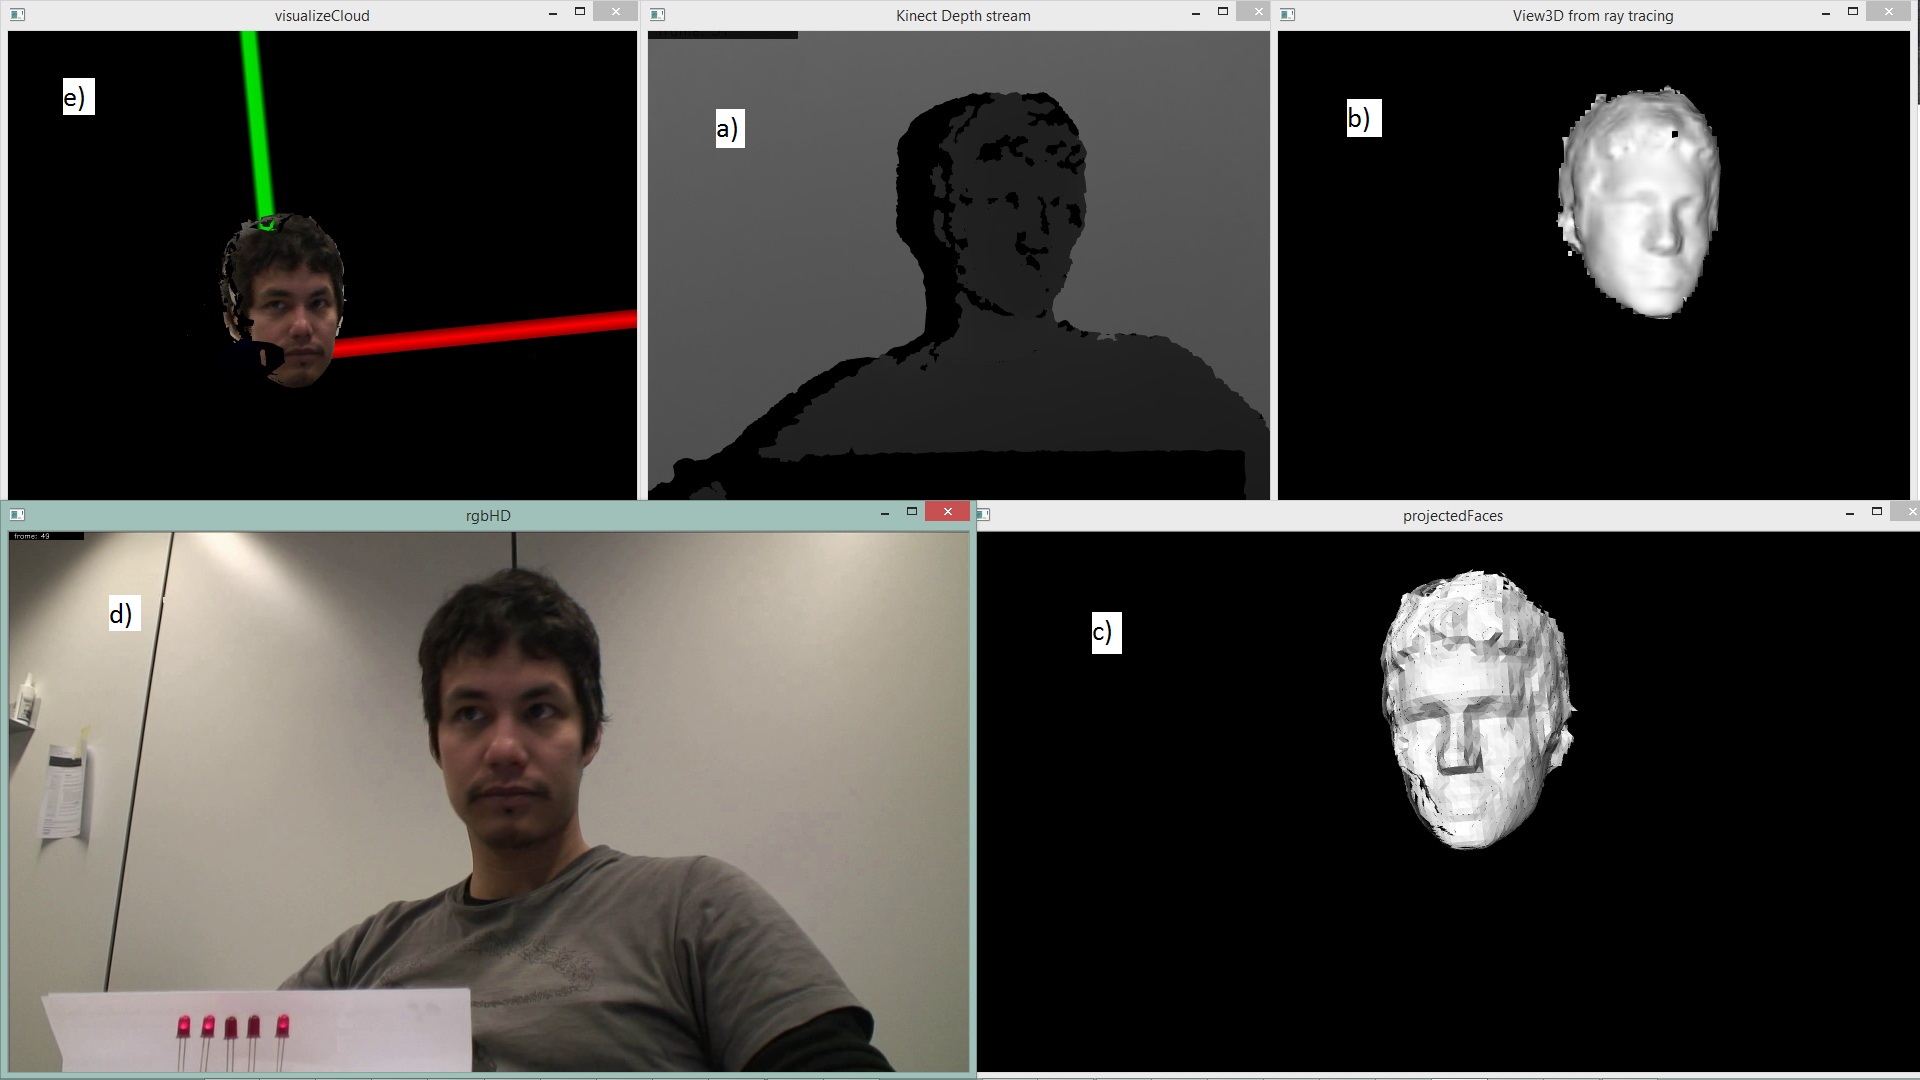 visualizeCloud
Kinect Depth stream
View3D from ray tracing
e)
a)
b)
rgbHD
projectedFaces
frame: 49
d)
c)